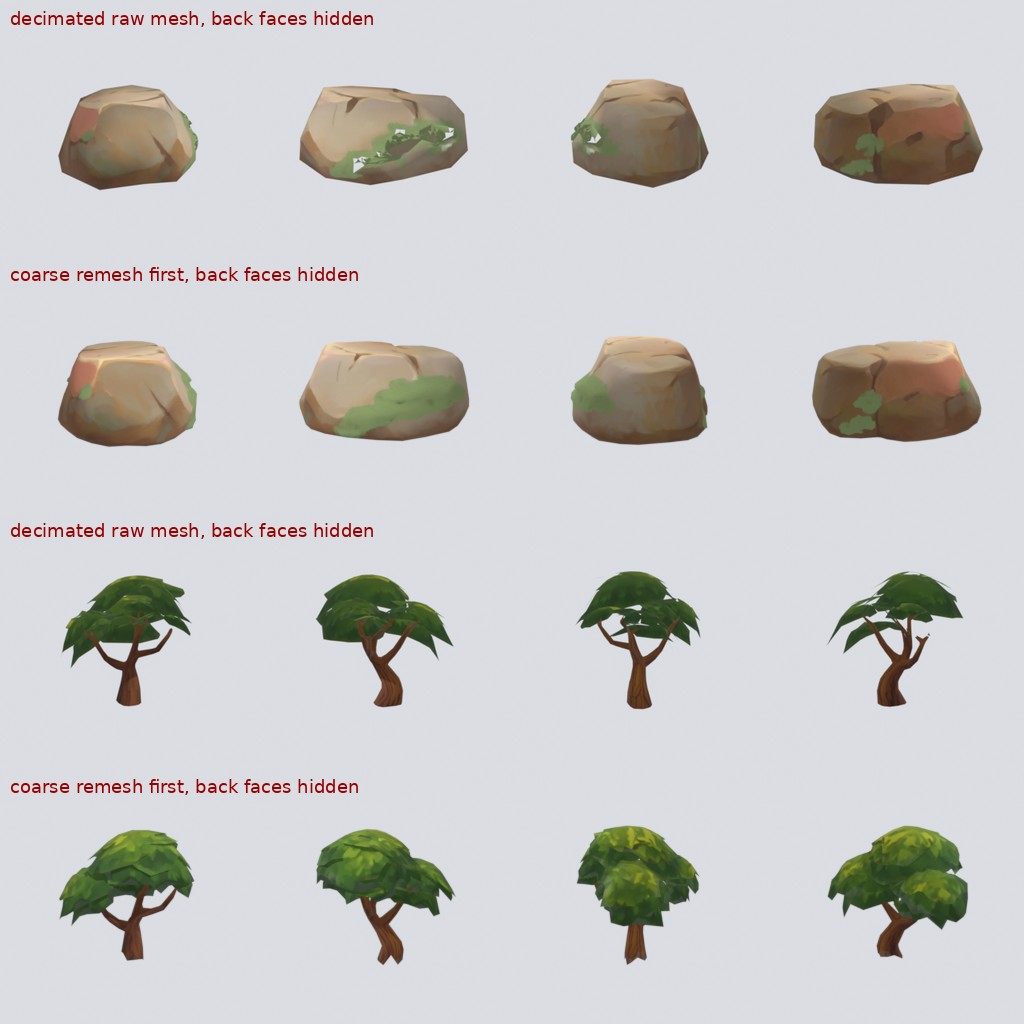 decimated raw mesh, back faces hidden
coarse remesh first, back faces hidden
decimated raw mesh, back faces hidden
coarse remesh first, back faces hidden